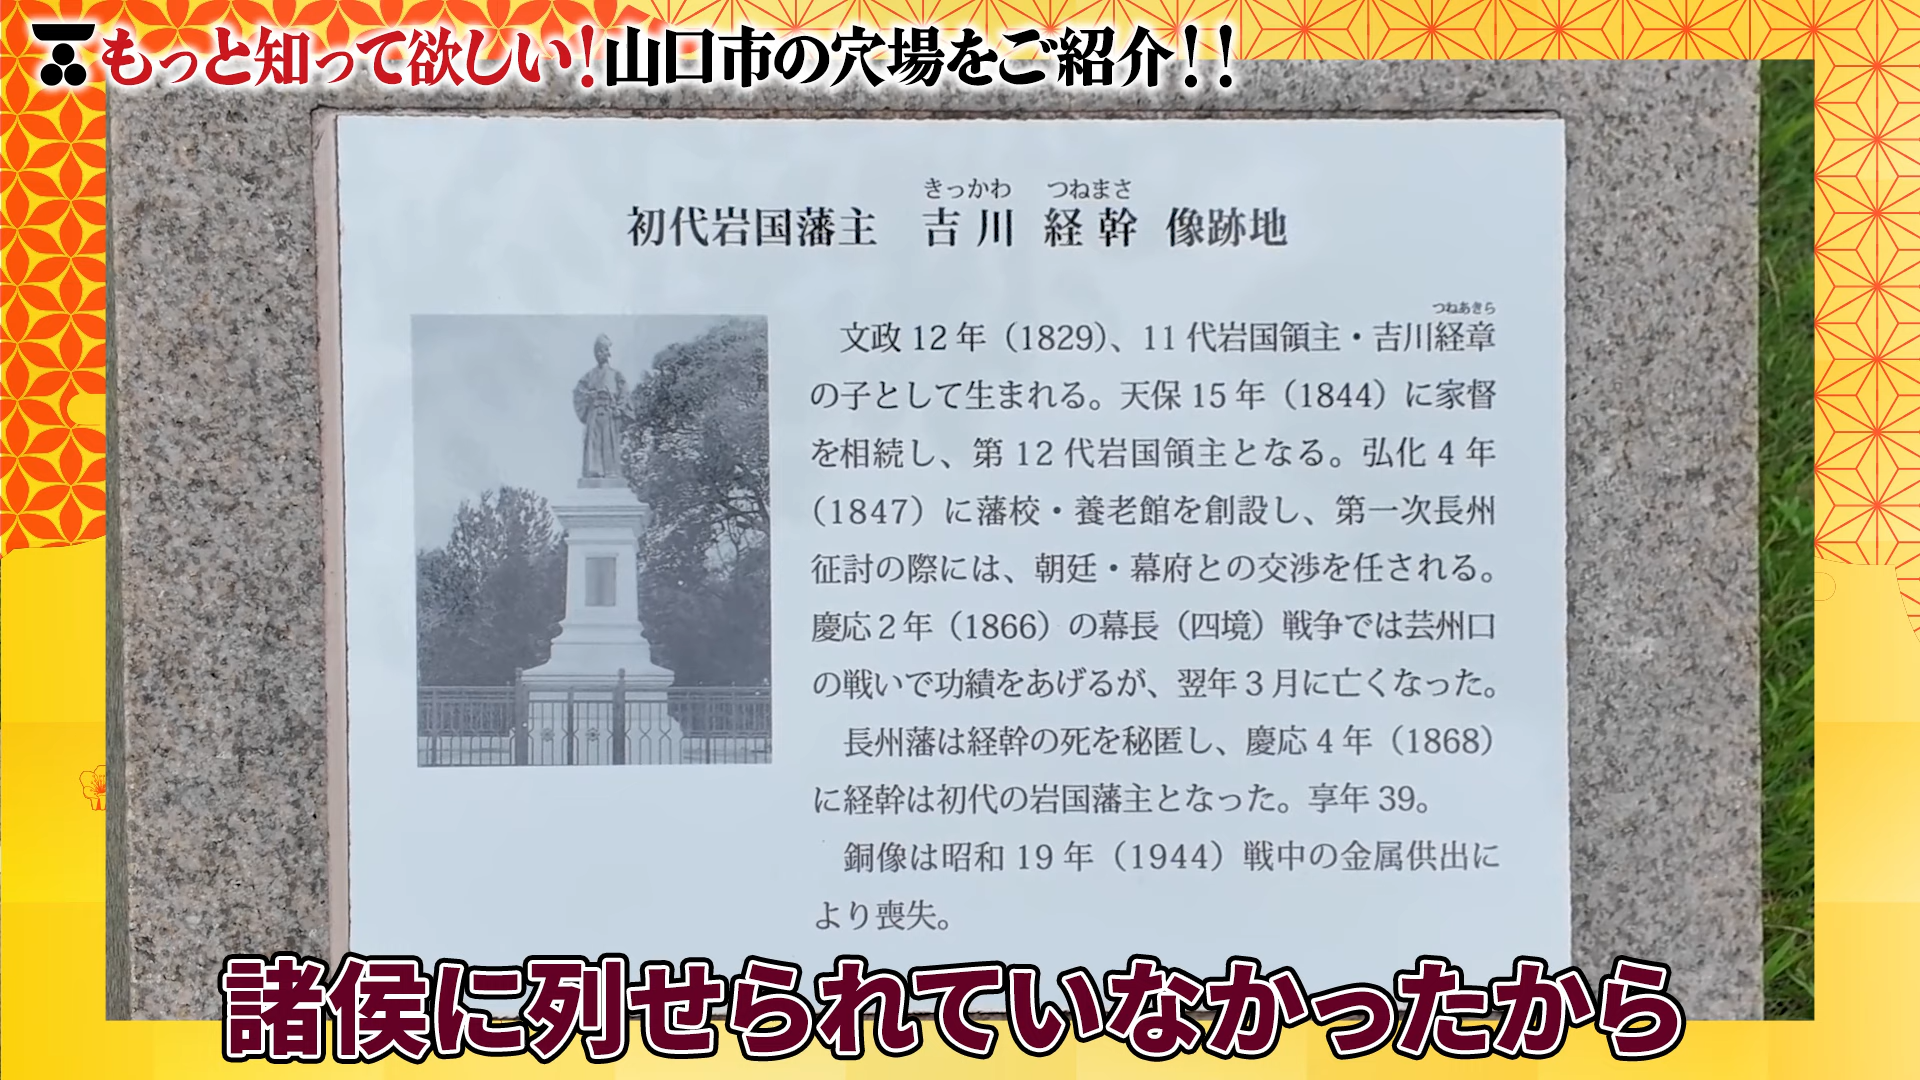 もっと知って欲しい！山口市の穴場をご紹介！！
きっかわ つねまさ
初代岩国藩主 吉川 経幹 像跡地
つねあきら
文政12年（1829）、11代岩国領主・吉川経章
の子として生まれる。天保15年（1844）に家督
を相続し、第12代岩国領主となる。弘化4年
（1847）に藩校・養老館を創設し、第一次長州
征討の際には、朝廷・幕府との交渉を任される。
慶応2年（1866）の幕長（四境）戦争では芸州口
の戦いで功績をあげるが、翌年3月に亡くなった。
長州藩は経幹の死を秘匿し、慶応4年（1868）
に経幹は初代の岩国藩主となった。享年39。
銅像は昭和19年（1944）戦中の金属供出に
より喪失。
諸侯に列せられていなかったから